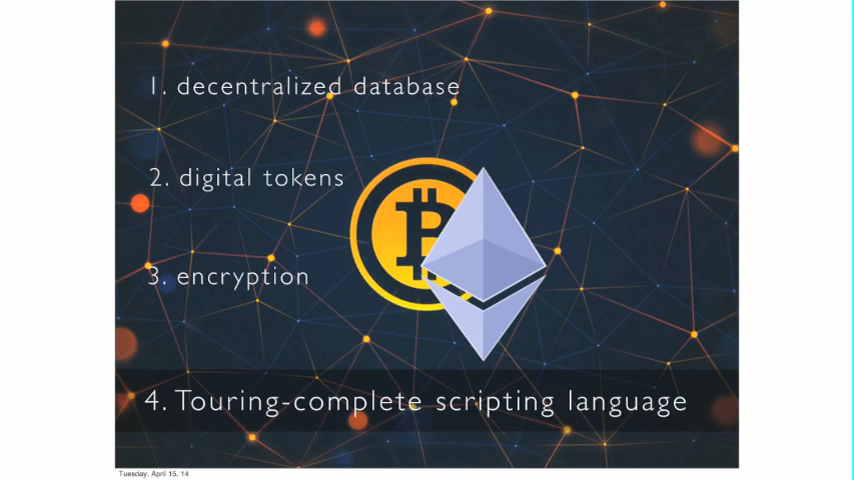 1. decentralized database
2. digital tokens
3. encryption
4. Touring-complete scripting language
Tuesday, April 15, 14